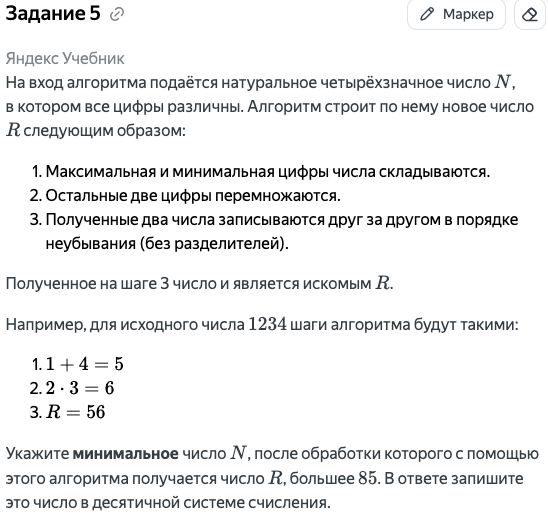 Задание 5
Маркер
Яндекс Учебник
На вход алгоритма подаётся натуральное четырёхзначное число N,
в котором все цифры различны. Алгоритм строит по нему новое число
R следующим образом:
1. Максимальная и минимальная цифры числа складываются.
2. Остальные две цифры перемножаются.
3. Полученные два числа записываются друг за другом в порядке
неубывания (без разделителей).
Полученное на шаге 3 число и является искомым R.
Например, для исходного числа 1234 шаги алгоритма будут такими:
1. 1 + 4 = 5
2. 2 · 3 = 6
3. R = 56
Укажите минимальное число N, после обработки которого с помощью
этого алгоритма получается число R, большее 85. В ответе запишите
это число в десятичной системе счисления.